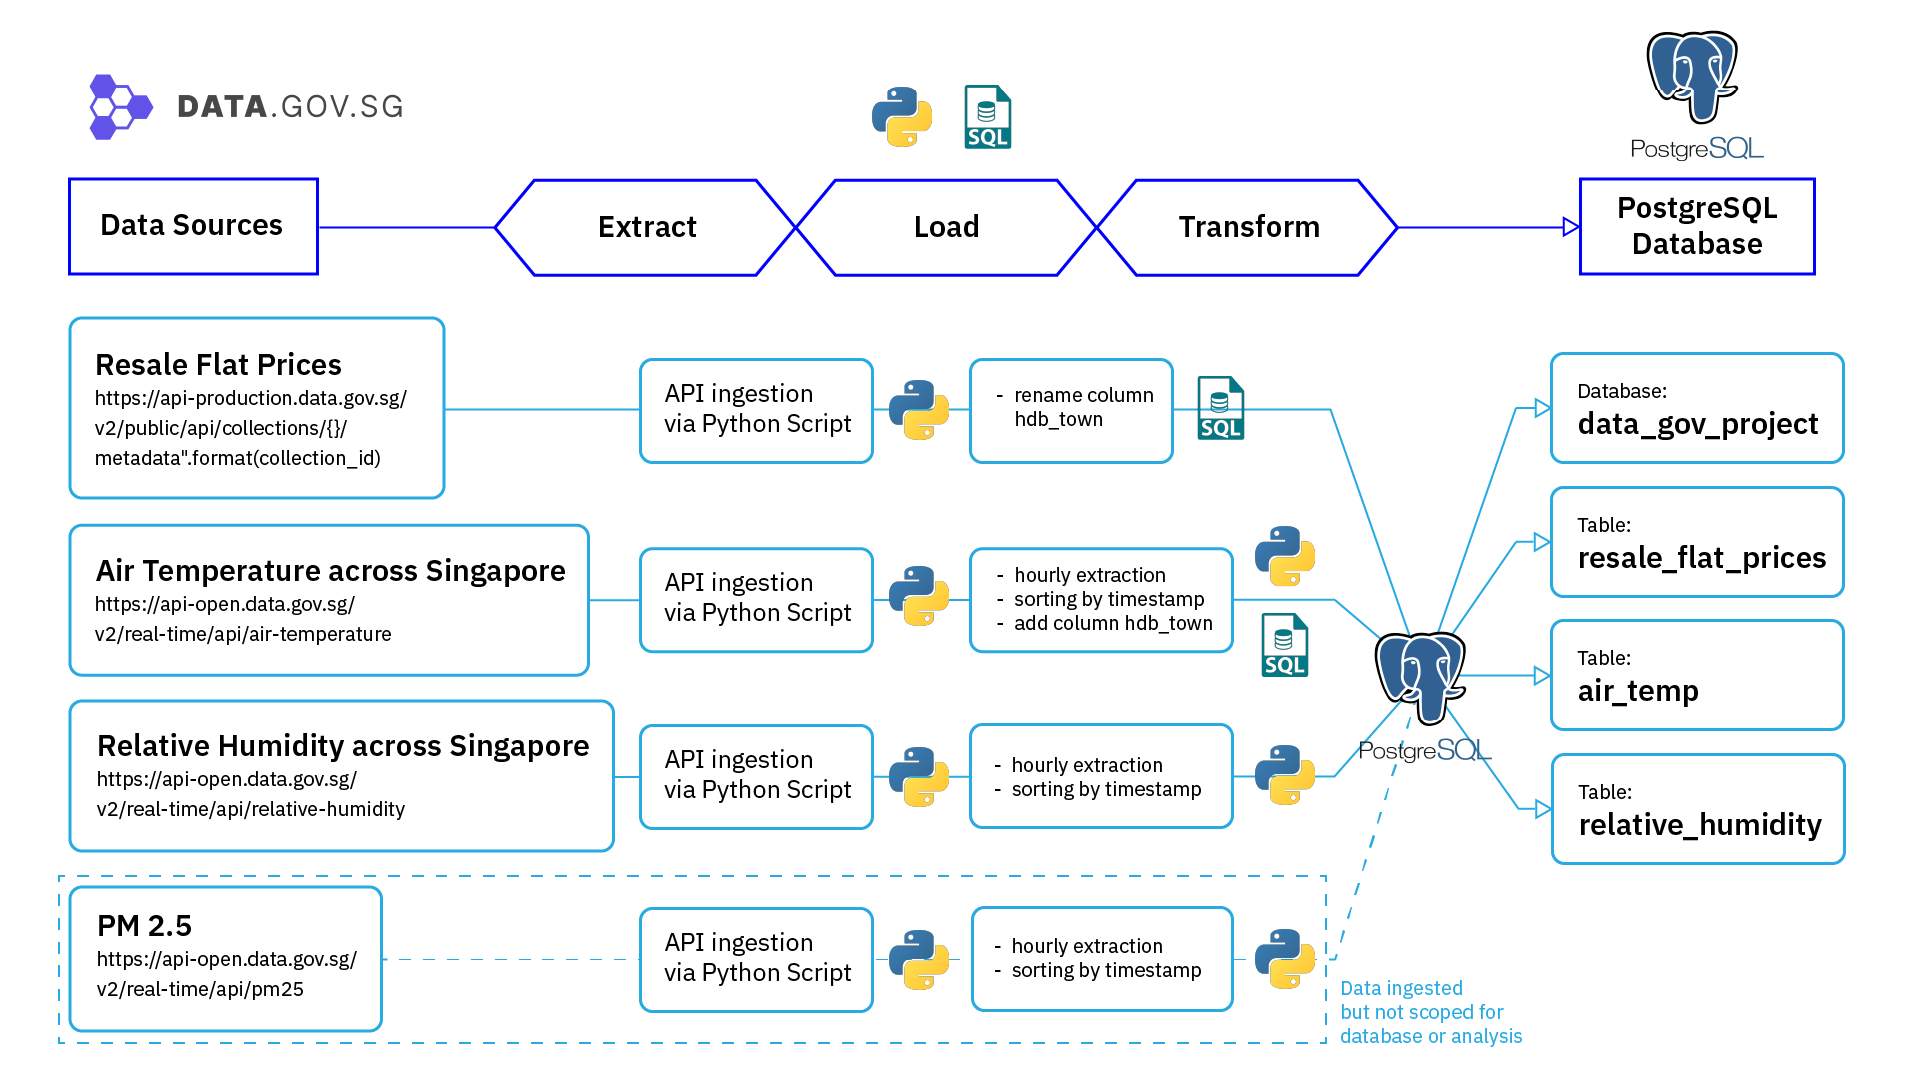 DATA.GOV.SG
SQL
PostgreSQL
Data Sources
Extract
Load
Transform
PostgreSQL
Database
Resale Flat Prices
https://api-production.data.gov.sg/
v2/public/api/collections/{}/
metadata".format(collection_id)
API ingestion
via Python Script
- rename column
hdb_town
SQL
Database:
data_gov_project
Air Temperature across Singapore
https://api-open.data.gov.sg/
v2/real-time/api/air-temperature
API ingestion
via Python Script
- hourly extraction
- sorting by timestamp
- add column hdb_town
SQL
Table:
resale_flat_prices
Table:
air_temp
Relative Humidity across Singapore
https://api-open.data.gov.sg/
v2/real-time/api/relative-humidity
API ingestion
via Python Script
- hourly extraction
- sorting by timestamp
PostgreSQL
Table:
relative_humidity
PM 2.5
https://api-open.data.gov.sg/
v2/real-time/api/pm25
API ingestion
via Python Script
- hourly extraction
- sorting by timestamp
Data ingested
but not scoped for
database or analysis